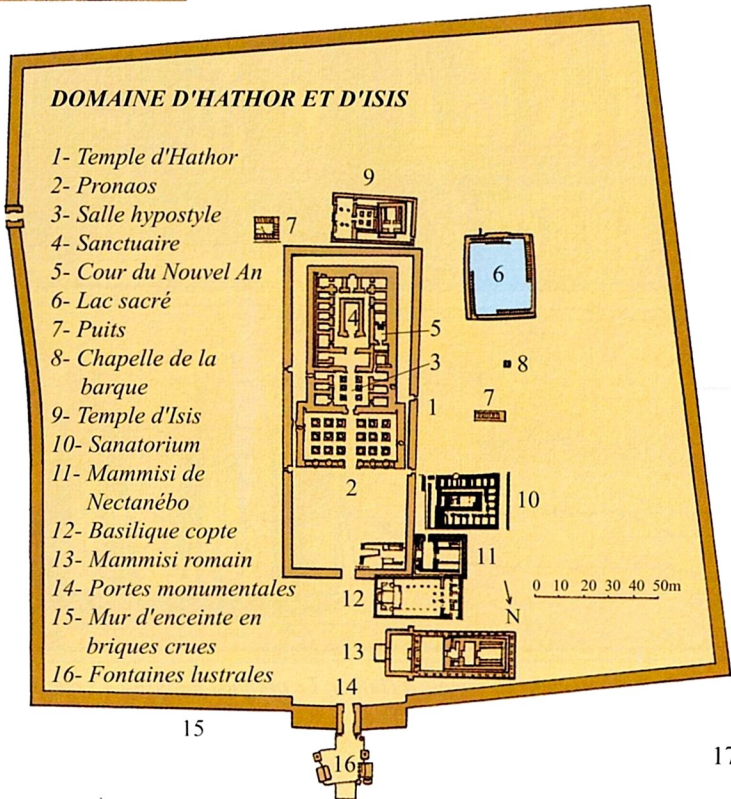 DOMAINE D'HATHOR ET D'ISIS
1- Temple d'Hathor
2- Pronaos
3- Salle hypostyle
4- Sanctuaire
5- Cour du Nouvel An
6- Lac sacré
7- Puits
8- Chapelle de la
barque
9- Temple d'Isis
10- Sanatorium
11- Mammisi de
Nectanébo
12- Basilique copte
13- Mammisi romain
14- Portes monumentales
15- Mur d'enceinte en
briques crues
16- Fontaines lustrales
9
7
6
4
5
3
8
1
7
2
10
11
0 10 20 30 40 50m
12
N
13
14
15
16
17